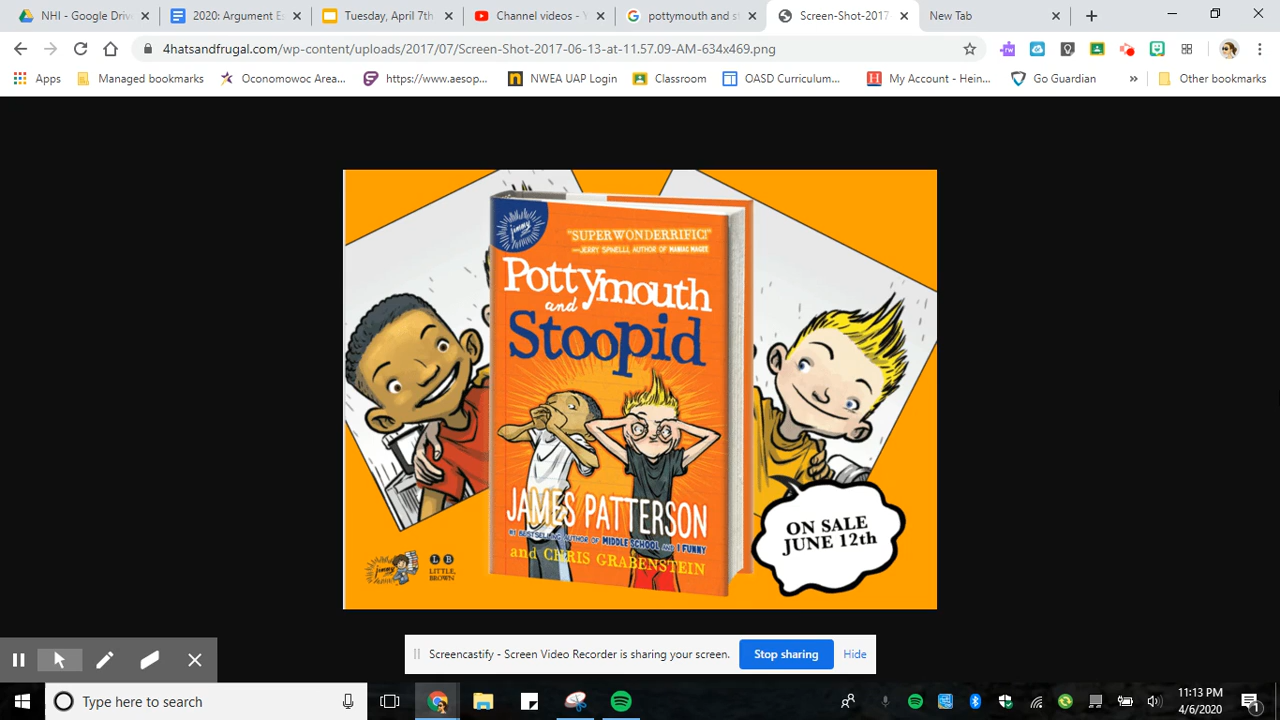 NHI - Google Driv
2020: Argument Es
Tuesday, April 7th
Channel videos - Y
pottymouth and st
Screen-Shot-2017-
New Tab
4hatsandfrugal.com/wp-content/uploads/2017/07/Screen-Shot-2017-06-13-at-11.57.09-AM-634x469.png
Apps
Managed bookmarks
Oconomowoc Area...
https://www.aesop...
NWEA UAP Login
Classroom
OASD Curriculum...
My Account - Hein...
Go Guardian
»
Other bookmarks
jimmy
"SUPERWONDERRIFIC!"
—JERRY SPINELLI, AUTHOR OF MANIAC MAGEE
Pottymouth
and
Stoopid
JAMES PATTERSON
#1 BESTSELLING AUTHOR OF MIDDLE SCHOOL AND I FUNNY
and CHRIS GRABENSTEIN
ON SALE
JUNE 12th
jimmy
L B
LITTLE,
BROWN
Screencastify - Screen Video Recorder is sharing your screen.
Stop sharing
Hide
Type here to search
11:13 PM
4/6/2020
1